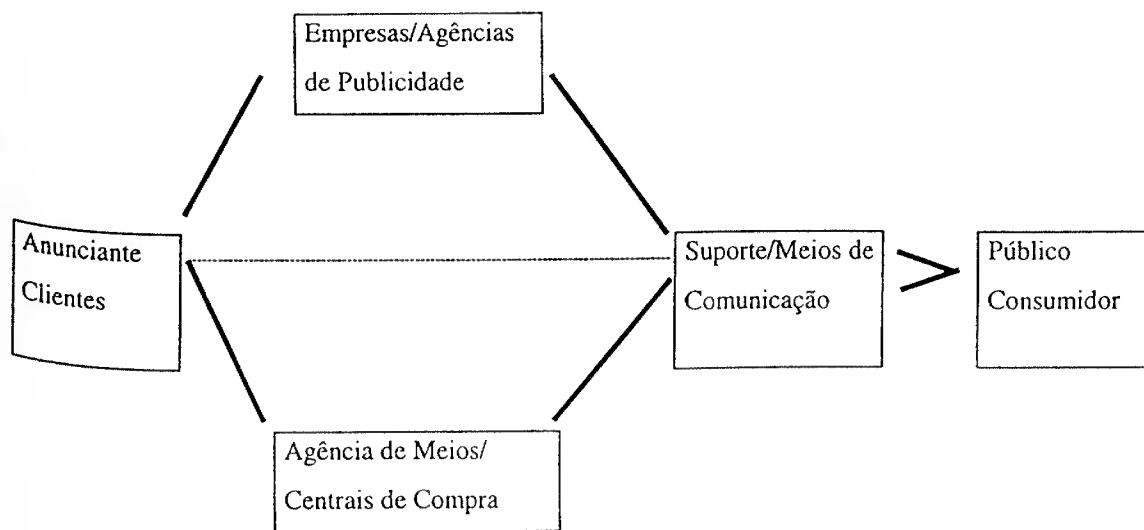 Empresas/Agências
de Publicidade
Anunciante
Clientes
Suporte/Meios de
Comunicação
Público
Consumidor
Agência de Meios/
Centrais de Compra